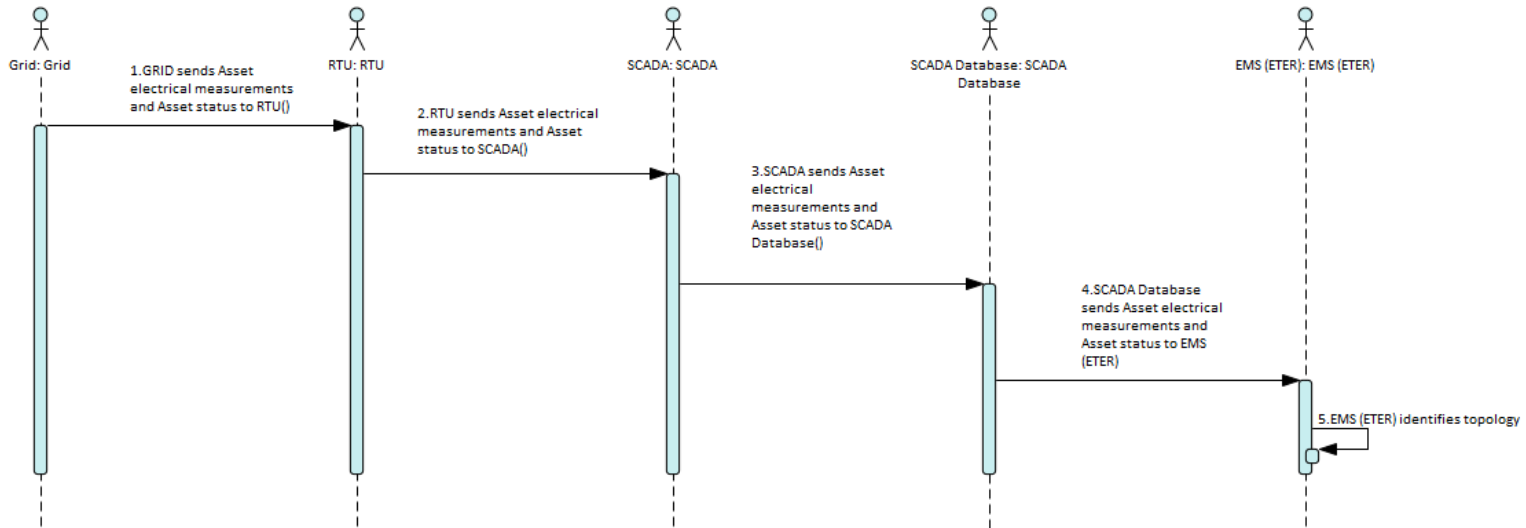 Grid: Grid
RTU: RTU
SCADA: SCADA
SCADA Database: SCADA
Database
EMS (ETER): EMS (ETER)
1.GRID sends Asset
electrical measurements
and Asset status to RTU()
2.RTU sends Asset electrical
measurements and Asset
status to SCADA()
3.SCADA sends Asset
electrical
measurements and
Asset status to SCADA
Database()
4.SCADA Database
sends Asset electrical
measurements and
Asset status to EMS
(ETER)
5.EMS (ETER) identifies topology